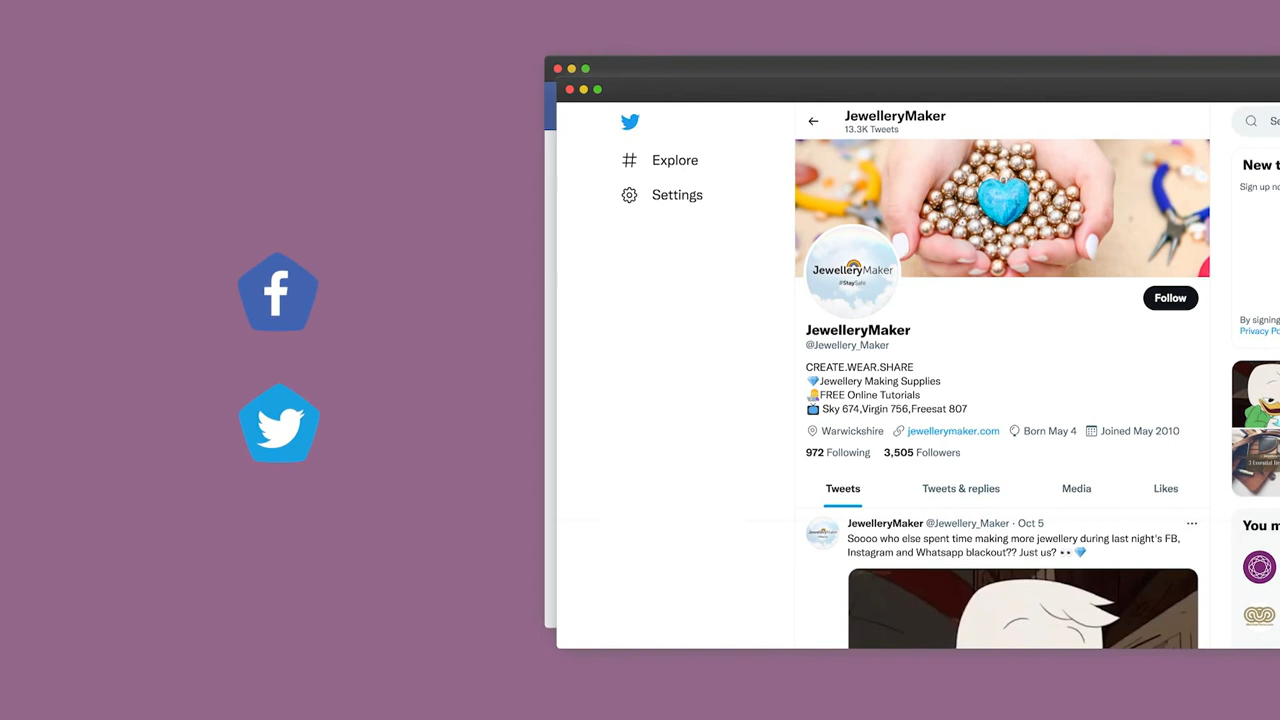 JewelleryMaker
13.3K Tweets
Explore
Settings
Se
New t
Sign up no
JewelleryMaker
#StaySafe
Follow
By signing
Privacy Po
JewelleryMaker
@Jewellery_Maker
CREATE.WEAR.SHARE
💎Jewellery Making Supplies
FREE Online Tutorials
📺 Sky 674,Virgin 756,Freesat 807
Warwickshire jewellerymaker.com Born May 4 Joined May 2010
972 Following 3,505 Followers
Tweets Tweets & replies Media Likes
JewelleryMaker @Jewellery_Maker · Oct 5
Soooo who else spent time making more jewellery during last night's FB,
Instagram and Whatsapp blackout?? Just us? 👀 💎
You m